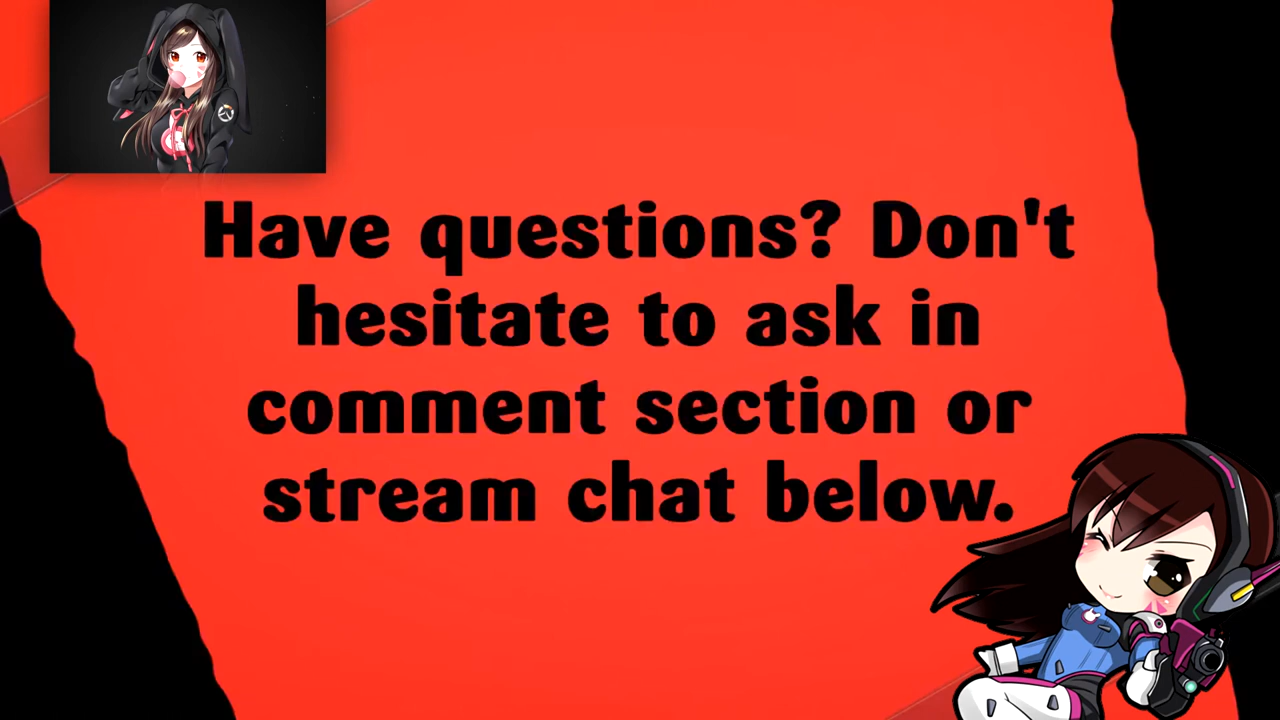 Have questions? Don't
hesitate to ask in
comment section or
stream chat below.